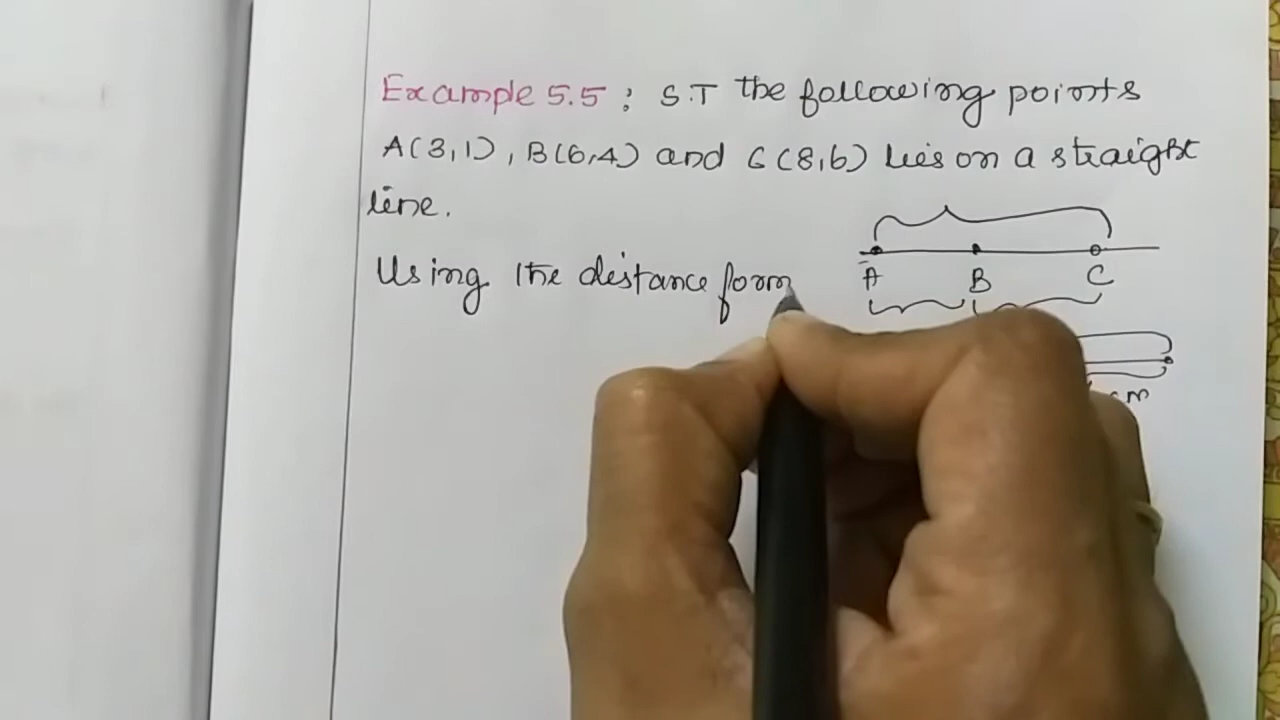 Example 5.5 : S.T the following points
A(3,1), B(6,4) and C(8,6) lies on a straight
line.
Using the distance form
A B C
cm